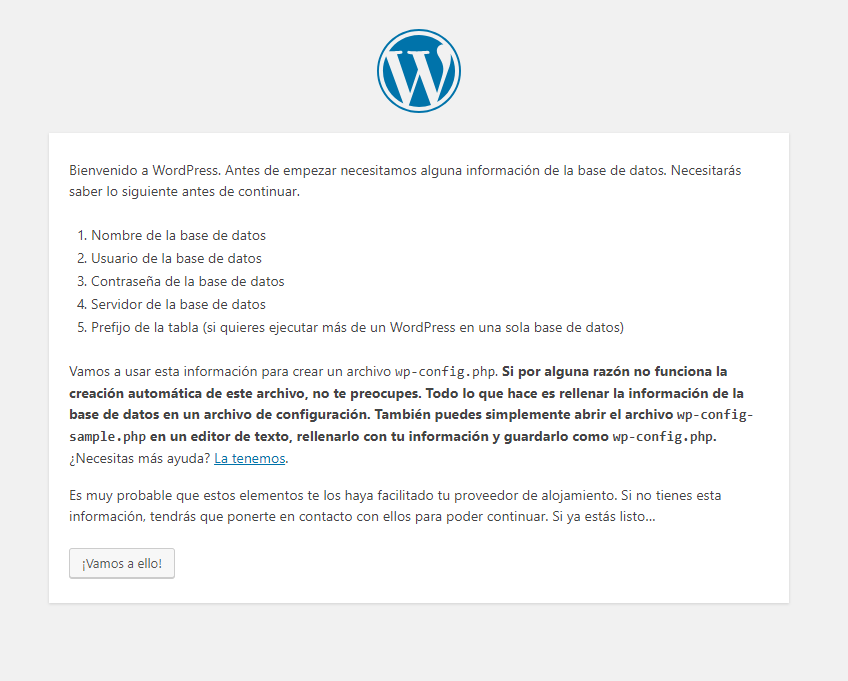 Bienvenido a WordPress. Antes de empezar necesitamos alguna información de la base de datos. Necesitarás
saber lo siguiente antes de continuar.
1. Nombre de la base de datos
2. Usuario de la base de datos
3. Contraseña de la base de datos
4. Servidor de la base de datos
5. Prefijo de la tabla (si quieres ejecutar más de un WordPress en una sola base de datos)
Vamos a usar esta información para crear un archivo wp-config.php. Si por alguna razón no funciona la
creación automática de este archivo, no te preocupes. Todo lo que hace es rellenar la información de la
base de datos en un archivo de configuración. También puedes simplemente abrir el archivo wp-config-
sample.php en un editor de texto, rellenarlo con tu información y guardarlo como wp-config.php.
¿Necesitas más ayuda? La tenemos.
Es muy probable que estos elementos te los haya facilitado tu proveedor de alojamiento. Si no tienes esta
información, tendrás que ponerte en contacto con ellos para poder continuar. Si ya estás listo...
¡Vamos a ello!